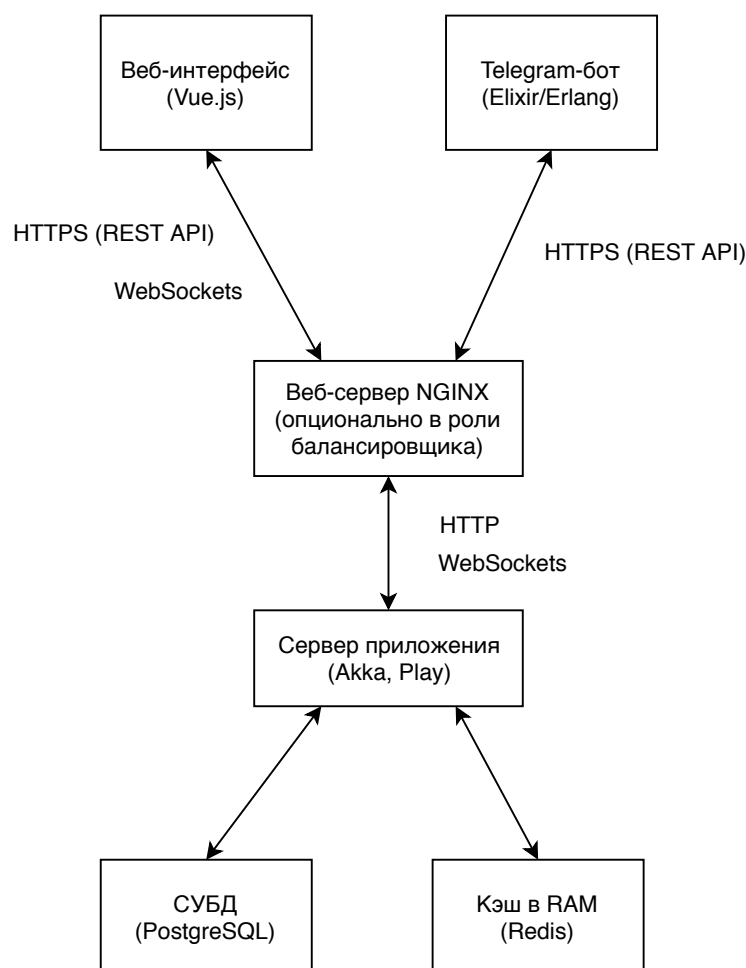 Веб-интерфейс
(Vue.js)
Telegram-бот
(Elixir/Erlang)
HTTPS (REST API)
HTTPS (REST API)
WebSockets
Веб-сервер NGINX
(опционально в роли
балансировщика)
HTTP
WebSockets
Сервер приложения
(Akka, Play)
СУБД
(PostgreSQL)
Кэш в RAM
(Redis)